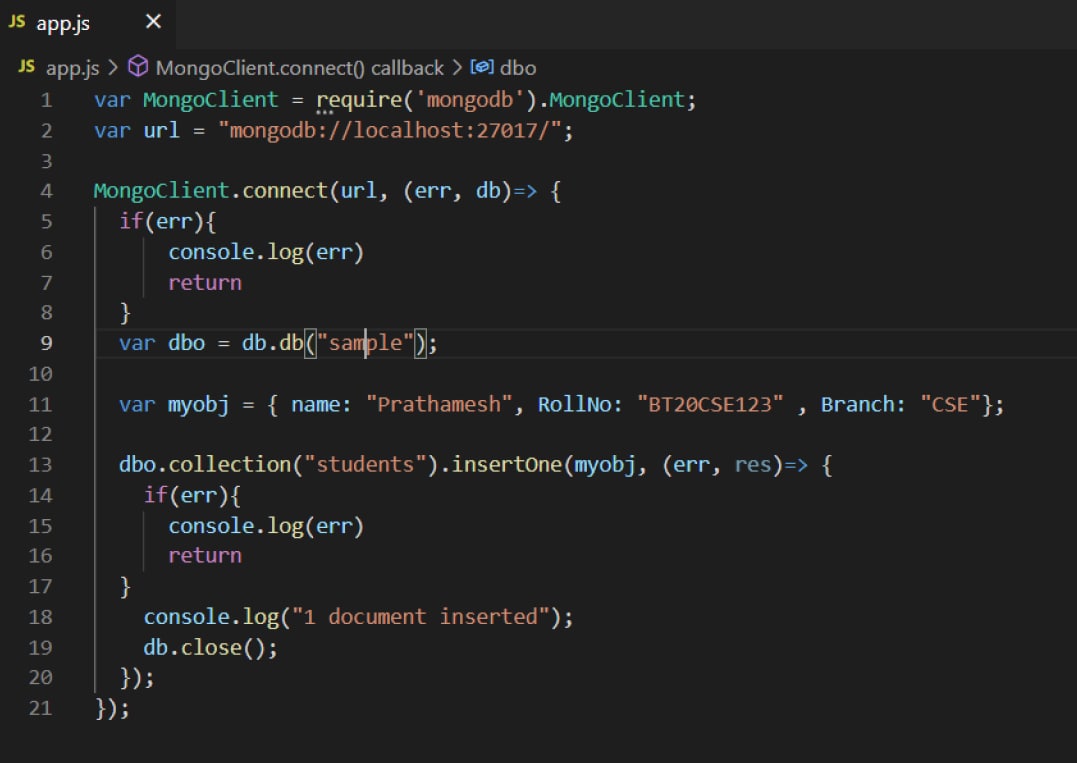 JS app.js ×
JS app.js > MongoClient.connect() callback > dbo
1 var MongoClient = require('mongodb').MongoClient;
2 var url = "mongodb://localhost:27017/";
3
4 MongoClient.connect(url, (err, db)=> {
5   if(err){
6       console.log(err)
7       return
8   }
9   var dbo = db.db("sample");
10
11   var myobj = { name: "Prathamesh", RollNo: "BT20CSE123" , Branch: "CSE"};
12
13   dbo.collection("students").insertOne(myobj, (err, res)=> {
14     if(err){
15       console.log(err)
16       return
17   }
18     console.log("1 document inserted");
19     db.close();
20   });
21 });